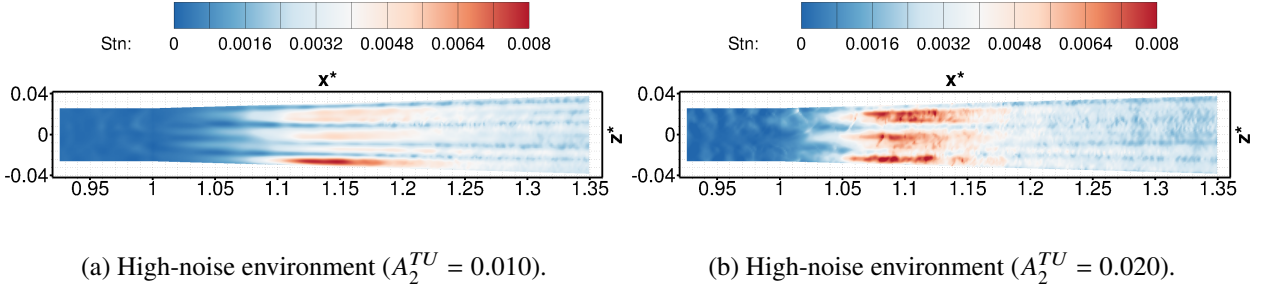 Stn: 0 0.0016 0.0032 0.0048 0.0064 0.008
x*
0.04
0
-0.04
z*
0.95 1 1.05 1.1 1.15 1.2 1.25 1.3 1.35
(a) High-noise environment (A_2^{TU} = 0.010).
Stn: 0 0.0016 0.0032 0.0048 0.0064 0.008
x*
0.04
0
-0.04
z*
0.95 1 1.05 1.1 1.15 1.2 1.25 1.3 1.35
(b) High-noise environment (A_2^{TU} = 0.020).